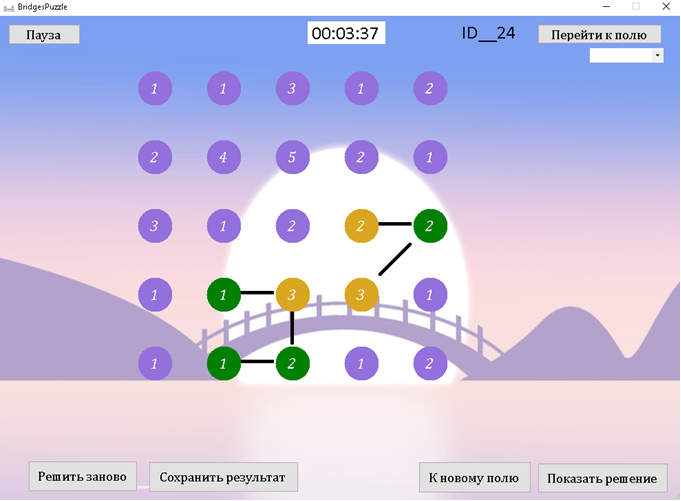 BridgesPuzzle
Пауза
00:03:37
ID__24
Перейти к полю
1 1 3 1 2
2 4 5 2 1
3 1 2 2 2
1 1 3 3 1
1 1 2 1 2
Решить заново
Сохранить результат
К новому полю
Показать решение